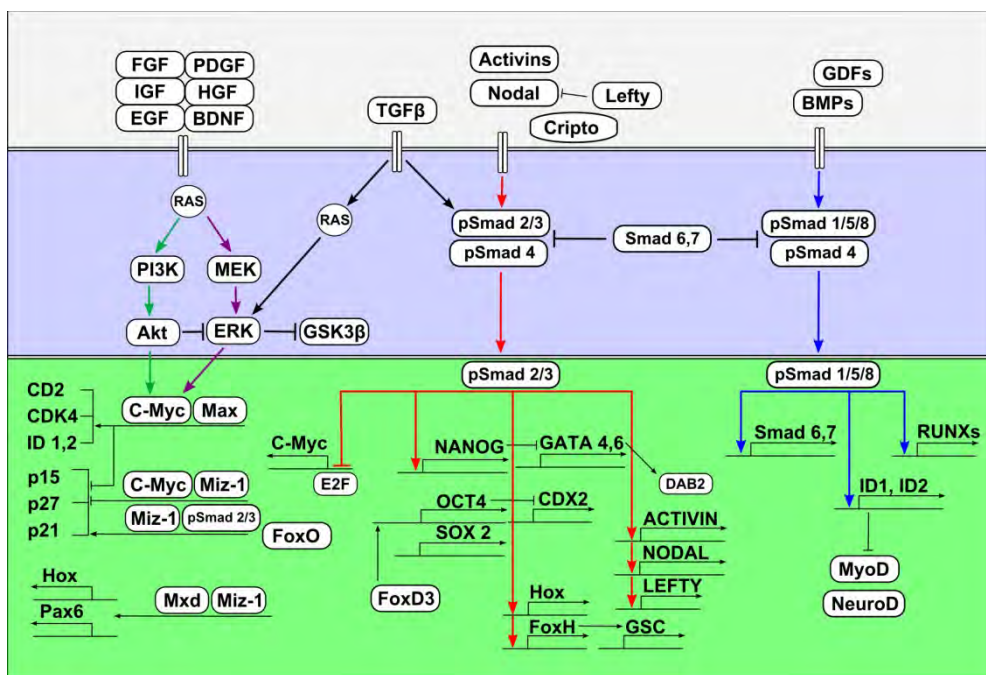 FGF PDGF
IGF HGF
EGF BDNF
TGFβ
Activins
Nodal
Lefty
Cripto
GDFs
BMPs
RAS
RAS
pSmad 2/3
pSmad 4
Smad 6,7
pSmad 1/5/8
pSmad 4
PI3K
MEK
Akt
ERK
GSK3β
pSmad 2/3
pSmad 1/5/8
CD2
CDK4
ID 1,2
C-Myc Max
p15
p27
p21
C-Myc Miz-1
Miz-1 pSmad 2/3
FoxO
Hox
Pax6
Mxd Miz-1
C-Myc
E2F
NANOG
GATA 4,6
DAB2
OCT4
CDX2
SOX 2
FoxD3
ACTIVIN
NODAL
LEFTY
Hox
FoxH
GSC
Smad 6,7
RUNXs
ID1, ID2
MyoD
NeuroD